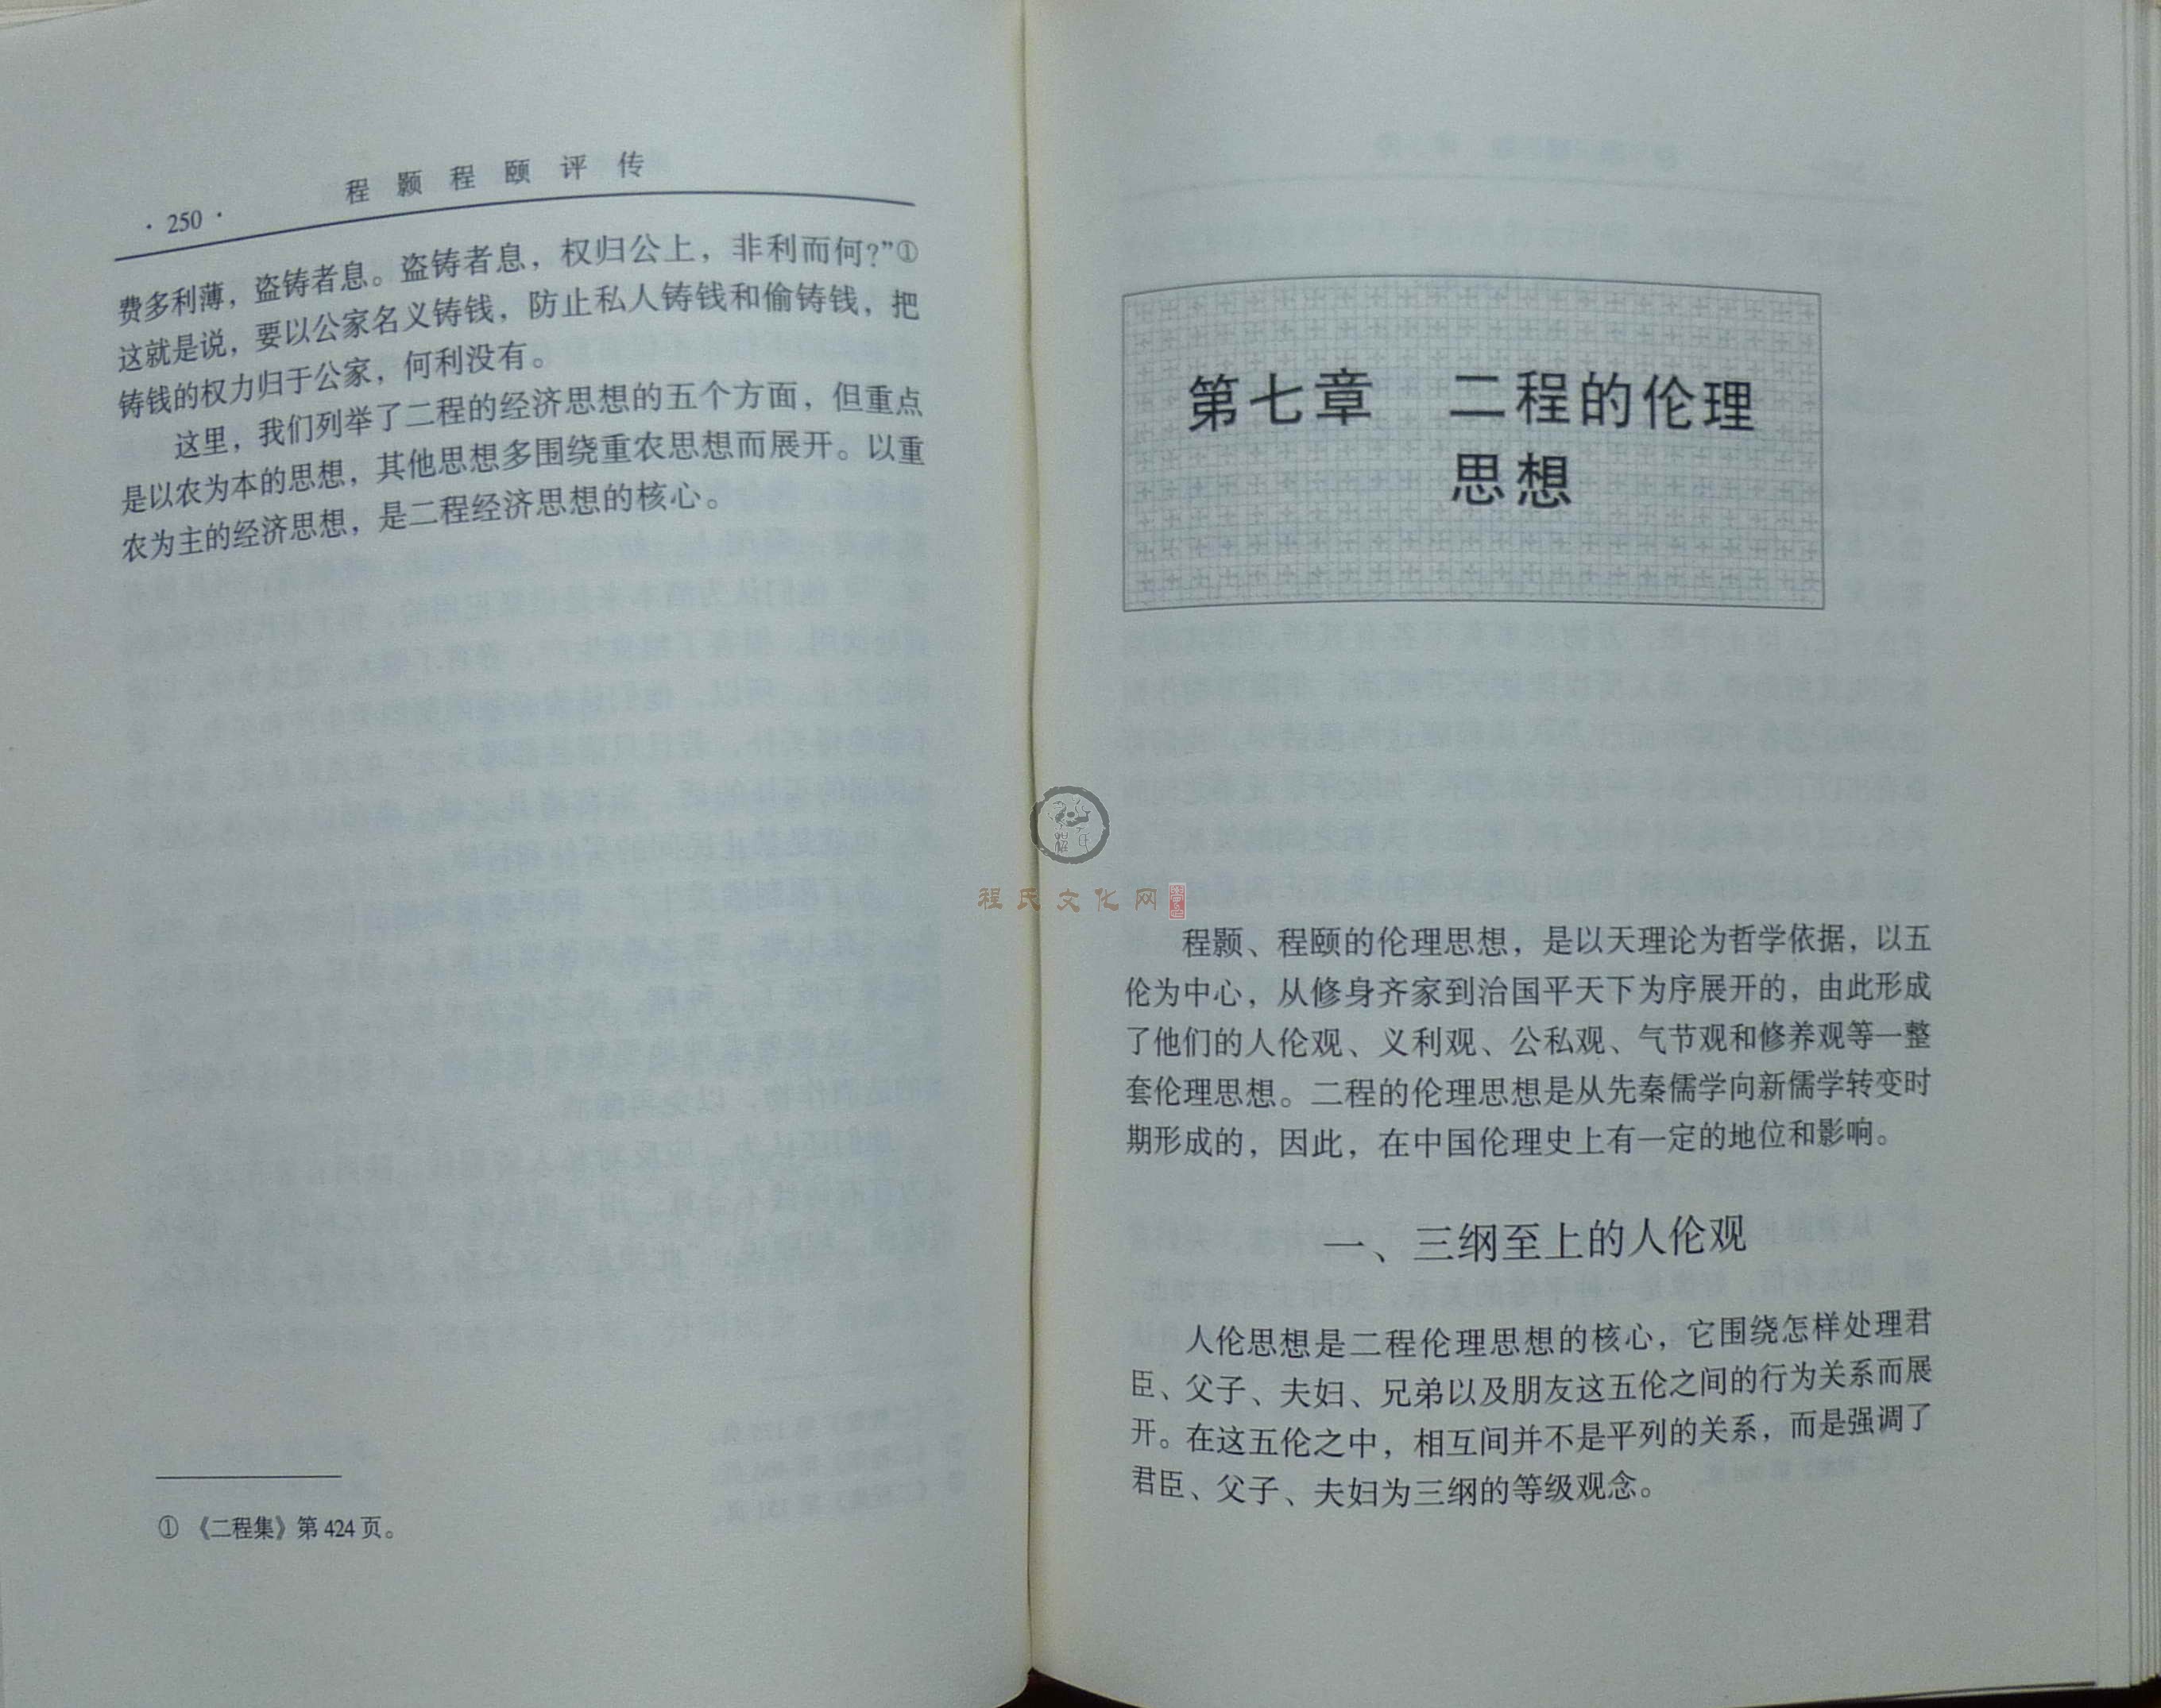 程颢程颐评传
·250·
费多利薄，盗铸者息。盗铸者息，权归公上，非利而何？”①
这就是说，要以公家名义铸钱，防止私人铸钱和偷铸钱，把
铸钱的权力归于公家，何利没有。
这里，我们列举了二程的经济思想的五个方面，但重点
是以农为本的思想，其他思想多围绕重农思想而展开。以重
农为主的经济思想，是二程经济思想的核心。
①《二程集》第424页。
第七章 二程的伦理
思想
程颢、程颐的伦理思想，是以天理论为哲学依据，以五
伦为中心，从修身齐家到治国平天下为序展开的，由此形成
了他们的人伦观、义利观、公私观、气节观和修养观等一整
套伦理思想。二程的伦理思想是从先秦儒学向新儒学转变时
期形成的，因此，在中国伦理史上有一定的地位和影响。
一、三纲至上的人伦观
人伦思想是二程伦理思想的核心，它围绕怎样处理君
臣、父子、夫妇、兄弟以及朋友这五伦之间的行为关系而展
开。在这五伦之中，相互间并不是平列的关系，而是强调了
君臣、父子、夫妇为三纲的等级观念。
程氏文化网